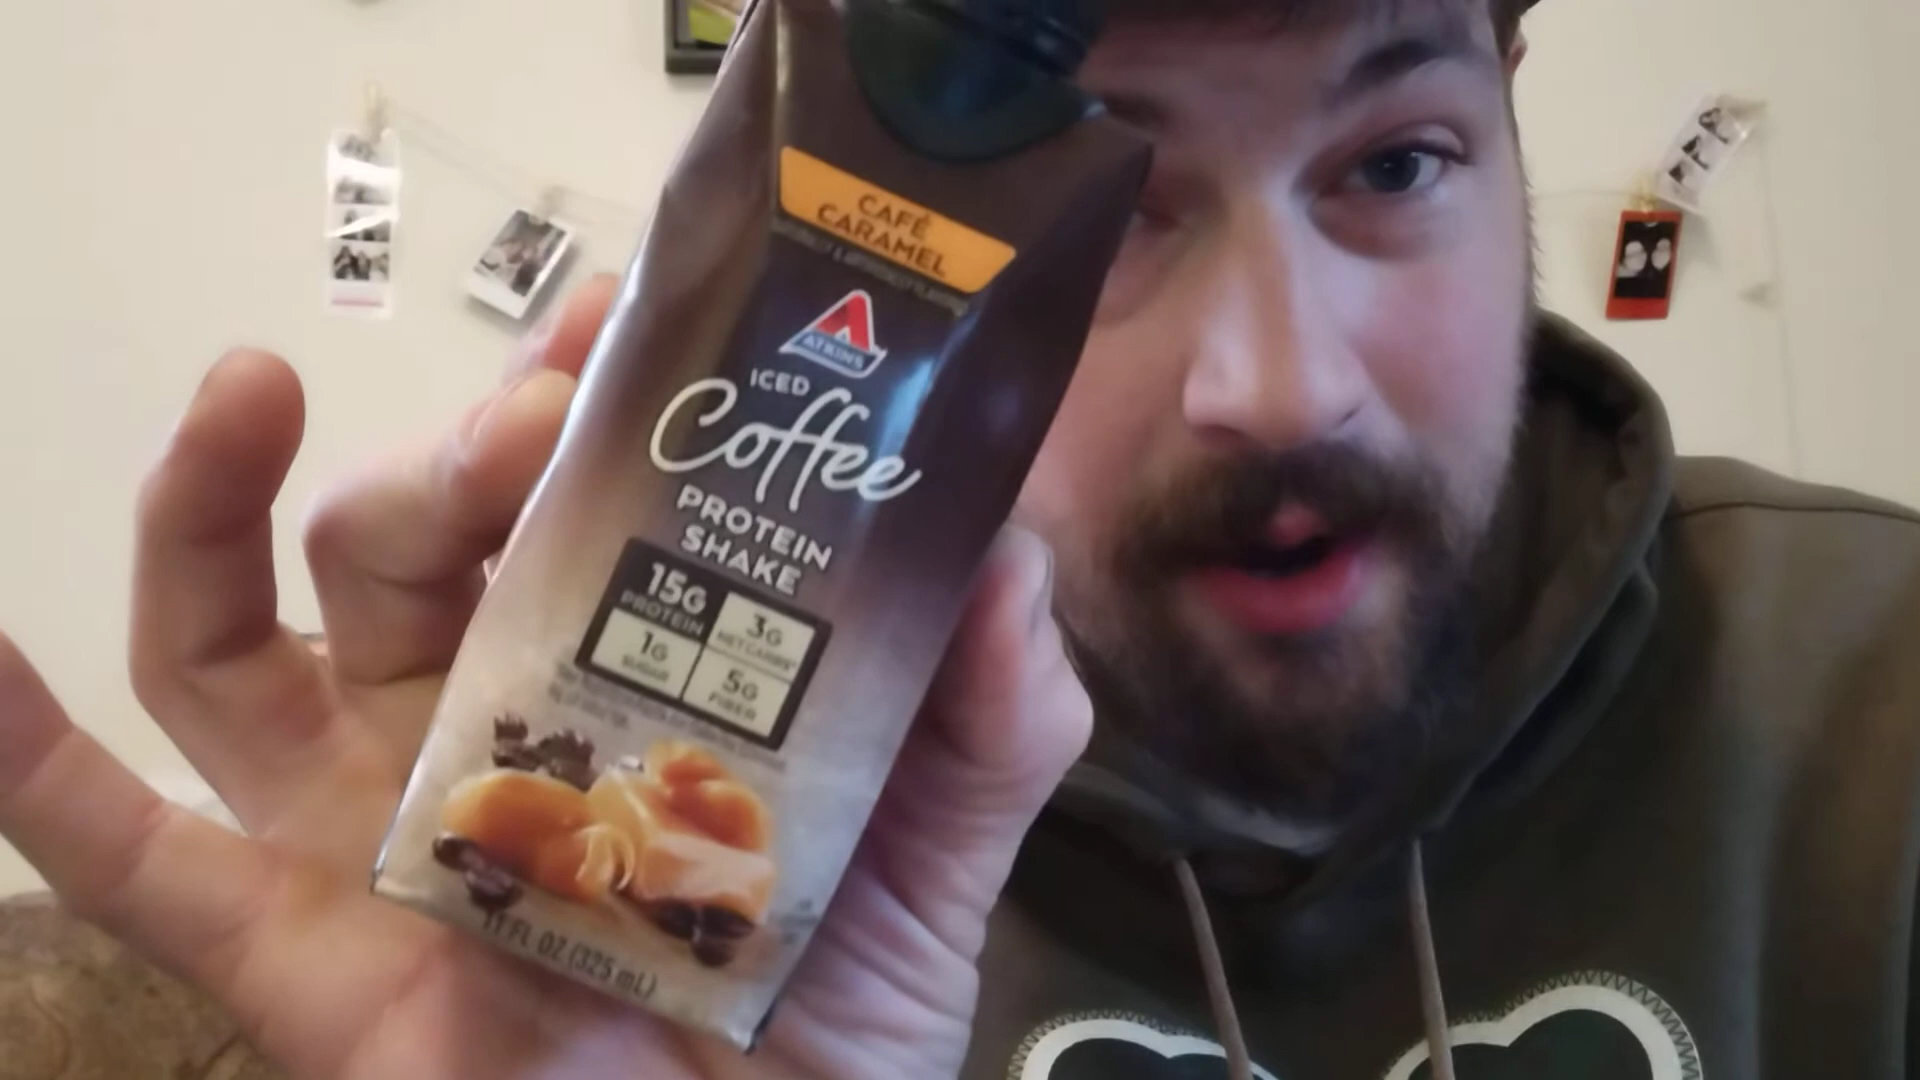 CAFÉ
CARAMEL
ATKINS
ICED
Coffee
PROTEIN
SHAKE
15G
PROTEIN
3G
NET CARBS*
1G
SUGAR
5G
FIBER
11 FL OZ (325 mL)